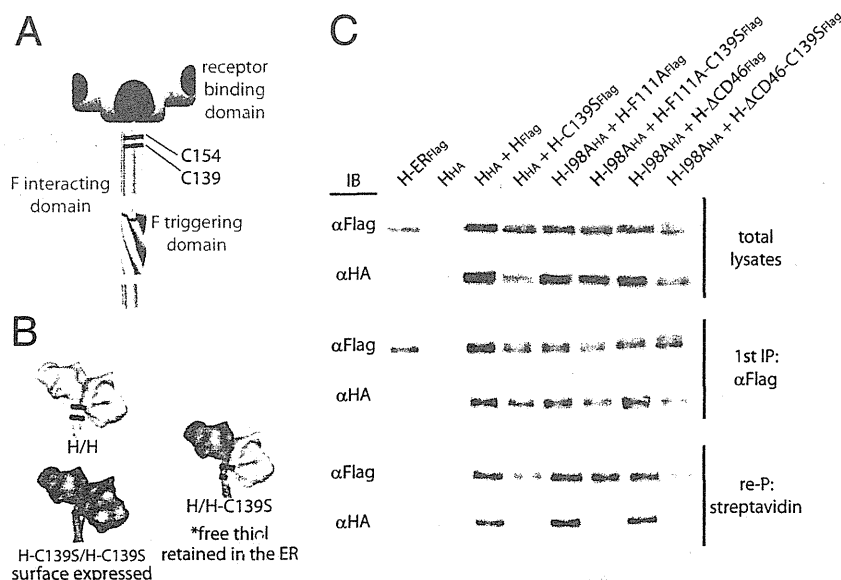 A
receptor
binding
domain
C154
C139
F interacting
domain
F triggering
domain
B
H/H
H-C139S/H-C139S
surface expressed
H/H-C139S
*free thiol
retained in the ER
C
IB
H-ERFlag
HHA
HHA + HFlag
HHA + H-C139SFlag
H-I98AHA + H-F111AFlag
H-I98AHA + H-F111A-C139SFlag
H-I98AHA + H-ΔCD46Flag
H-I98AHA + H-ΔCD46-C139SFlag
αFlag
αHA
total
lysates
αFlag
αHA
1st IP:
αFlag
αFlag
αHA
re-P:
streptavidin